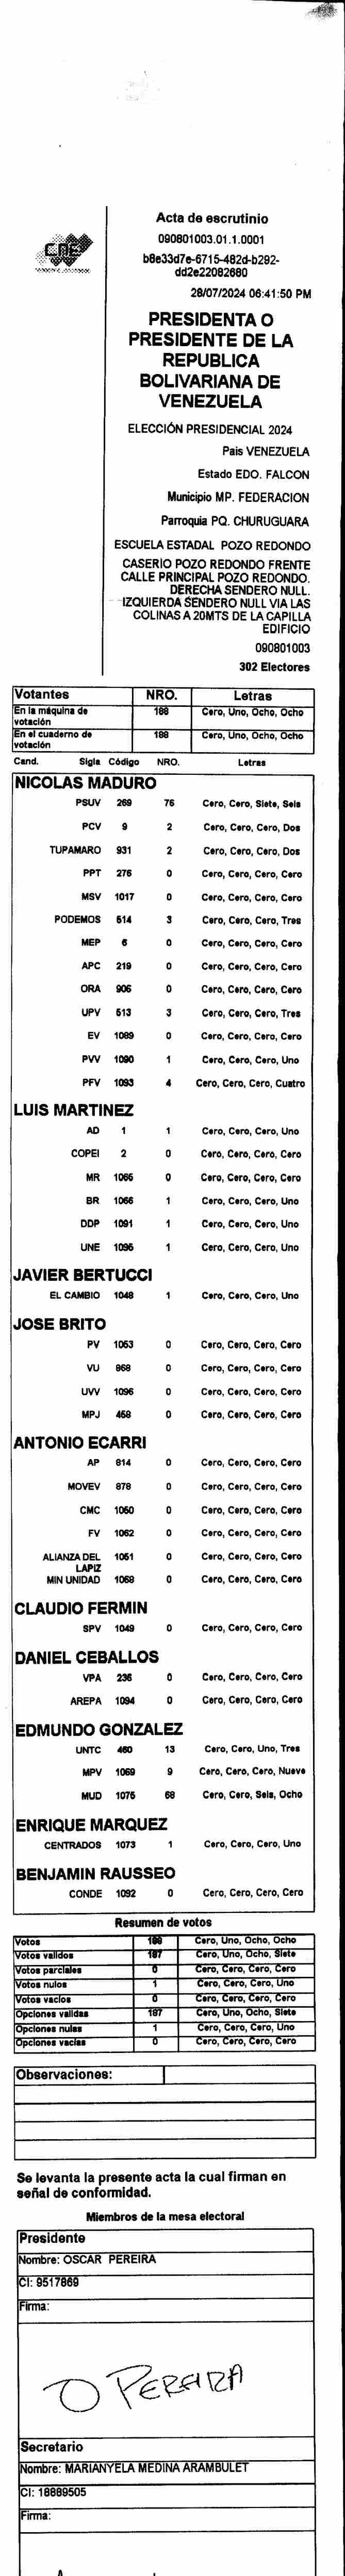 CNE
Acta de escrutinio
090801003.01.1.0001
b8e33d7e-6715-482d-b292-
dd2e22082680
28/07/2024 06:41:50 PM
PRESIDENTA O
PRESIDENTE DE LA
REPUBLICA
BOLIVARIANA DE
VENEZUELA
ELECCIÓN PRESIDENCIAL 2024
Pais VENEZUELA
Estado EDO. FALCON
Municipio MP. FEDERACION
Parroquia PQ. CHURUGUARA
ESCUELA ESTADAL POZO REDONDO
CASERIO POZO REDONDO FRENTE
CALLE PRINCIPAL POZO REDONDO.
DERECHA SENDERO NULL.
IZQUIERDA SENDERO NULL VIA LAS
COLINAS A 20MTS DE LA CAPILLA
EDIFICIO
090801003
302 Electores
Votantes NRO. Letras
En la máquina de votación 188 Cero, Uno, Ocho, Ocho
En el cuaderno de votación 188 Cero, Uno, Ocho, Ocho
Cand. Sigla Código NRO. Letras
NICOLAS MADURO
PSUV 269 76 Cero, Cero, Siete, Seis
PCV 9 2 Cero, Cero, Cero, Dos
TUPAMARO 931 2 Cero, Cero, Cero, Dos
PPT 276 0 Cero, Cero, Cero, Cero
MSV 1017 0 Cero, Cero, Cero, Cero
PODEMOS 514 3 Cero, Cero, Cero, Tres
MEP 6 0 Cero, Cero, Cero, Cero
APC 219 0 Cero, Cero, Cero, Cero
ORA 906 0 Cero, Cero, Cero, Cero
UPV 513 3 Cero, Cero, Cero, Tres
EV 1089 0 Cero, Cero, Cero, Cero
PVV 1090 1 Cero, Cero, Cero, Uno
PFV 1093 4 Cero, Cero, Cero, Cuatro
LUIS MARTINEZ
AD 1 1 Cero, Cero, Cero, Uno
COPEI 2 0 Cero, Cero, Cero, Cero
MR 1065 0 Cero, Cero, Cero, Cero
BR 1066 1 Cero, Cero, Cero, Uno
DDP 1091 1 Cero, Cero, Cero, Uno
UNE 1095 1 Cero, Cero, Cero, Uno
JAVIER BERTUCCI
EL CAMBIO 1048 1 Cero, Cero, Cero, Uno
JOSE BRITO
PV 1053 0 Cero, Cero, Cero, Cero
VU 868 0 Cero, Cero, Cero, Cero
UVV 1096 0 Cero, Cero, Cero, Cero
MPJ 458 0 Cero, Cero, Cero, Cero
ANTONIO ECARRI
AP 814 0 Cero, Cero, Cero, Cero
MOVEV 878 0 Cero, Cero, Cero, Cero
CMC 1050 0 Cero, Cero, Cero, Cero
FV 1062 0 Cero, Cero, Cero, Cero
ALIANZA DEL 1051 0 Cero, Cero, Cero, Cero
LAPIZ
MIN UNIDAD 1068 0 Cero, Cero, Cero, Cero
CLAUDIO FERMIN
SPV 1049 0 Cero, Cero, Cero, Cero
DANIEL CEBALLOS
VPA 236 0 Cero, Cero, Cero, Cero
AREPA 1094 0 Cero, Cero, Cero, Cero
EDMUNDO GONZALEZ
UNTC 460 13 Cero, Cero, Uno, Tres
MPV 1069 9 Cero, Cero, Cero, Nueve
MUD 1075 68 Cero, Cero, Seis, Ocho
ENRIQUE MARQUEZ
CENTRADOS 1073 1 Cero, Cero, Cero, Uno
BENJAMIN RAUSSEO
CONDE 1092 0 Cero, Cero, Cero, Cero
Resumen de votos
Votos 188 Cero, Uno, Ocho, Ocho
Votos validos 187 Cero, Uno, Ocho, Siete
Votos parciales 0 Cero, Cero, Cero, Cero
Votos nulos 1 Cero, Cero, Cero, Uno
Votos vacios 0 Cero, Cero, Cero, Cero
Opciones validas 187 Cero, Uno, Ocho, Siete
Opciones nulas 1 Cero, Cero, Cero, Uno
Opciones vacias 0 Cero, Cero, Cero, Cero
Observaciones:
Se levanta la presente acta la cual firman en
señal de conformidad.
Miembros de la mesa electoral
Presidente
Nombre: OSCAR PEREIRA
CI: 9517869
Firma:
O PEREIRA
Secretario
Nombre: MARIANYELA MEDINA ARAMBULET
CI: 18889505
Firma: